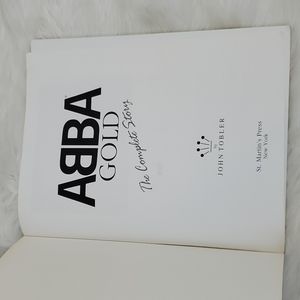 ABBA
GOLD
The Complete Story
JOHN TOBLER
St. Martin's Press
New York